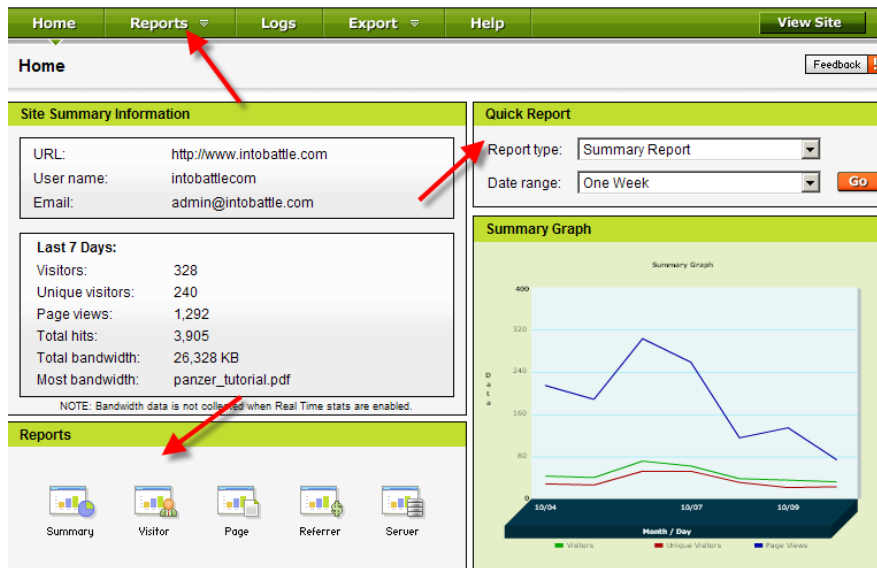 Home Reports Logs Export Help View Site
Home
Feedback
Site Summary Information
URL: http://www.intobattle.com
User name: intobattlecom
Email: admin@intobattle.com
Last 7 Days:
Visitors: 328
Unique visitors: 240
Page views: 1,292
Total hits: 3,905
Total bandwidth: 26,328 KB
Most bandwidth: panzer_tutorial.pdf
NOTE: Bandwidth data is not collected when Real Time stats are enabled.
Reports
Summary Visitor Page Referrer Server
Quick Report
Report type: Summary Report
Date range: One Week Go
Summary Graph
Summary Graph
400
320
240
160
80
0
Data
10/04 10/07 10/09
Month / Day
Visitors Unique Visitors Page Views